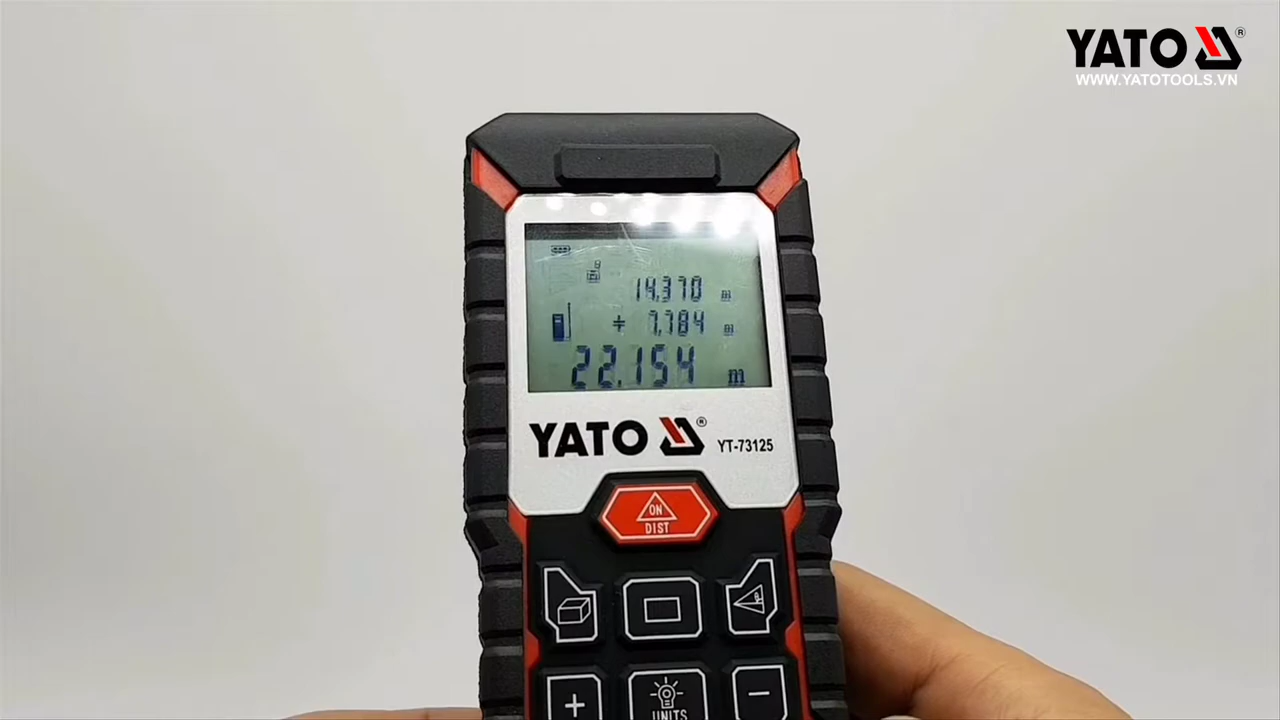 YATO ®
WWW.YATOTOOLS.VN
14.370 m
+ 7.784 m
22.154 m
YATO ® YT-73125
ON
DIST
+
UNITS
−